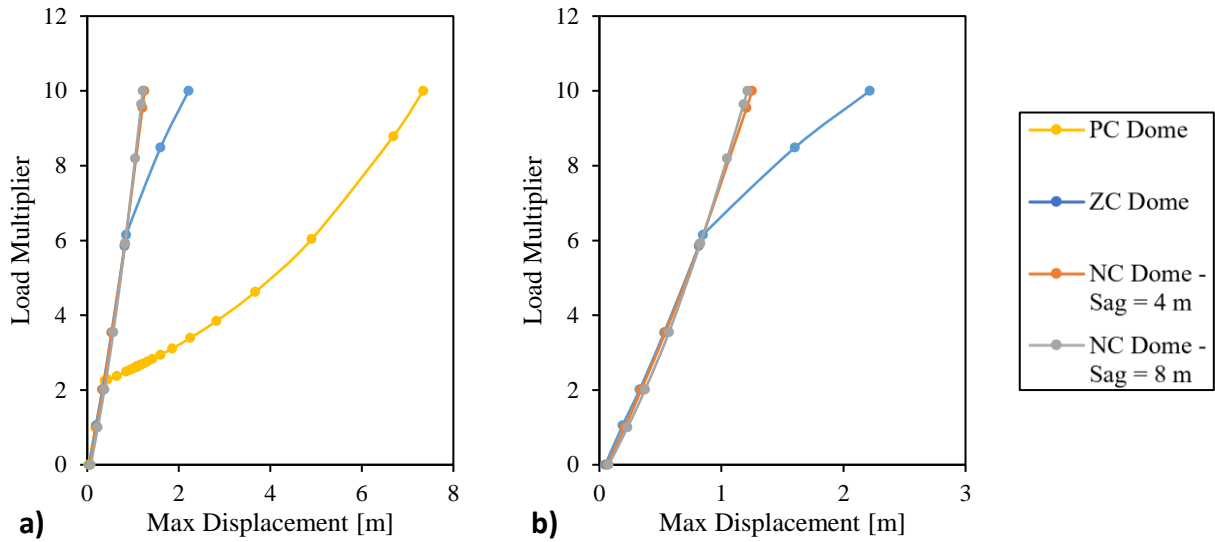 12
10
8
6
4
2
0
Load Multiplier
0 2 4 6 8
a)
Max Displacement [m]
12
10
8
6
4
2
0
Load Multiplier
0 1 2 3
b)
Max Displacement [m]
PC Dome
ZC Dome
NC Dome -
Sag = 4 m
NC Dome -
Sag = 8 m